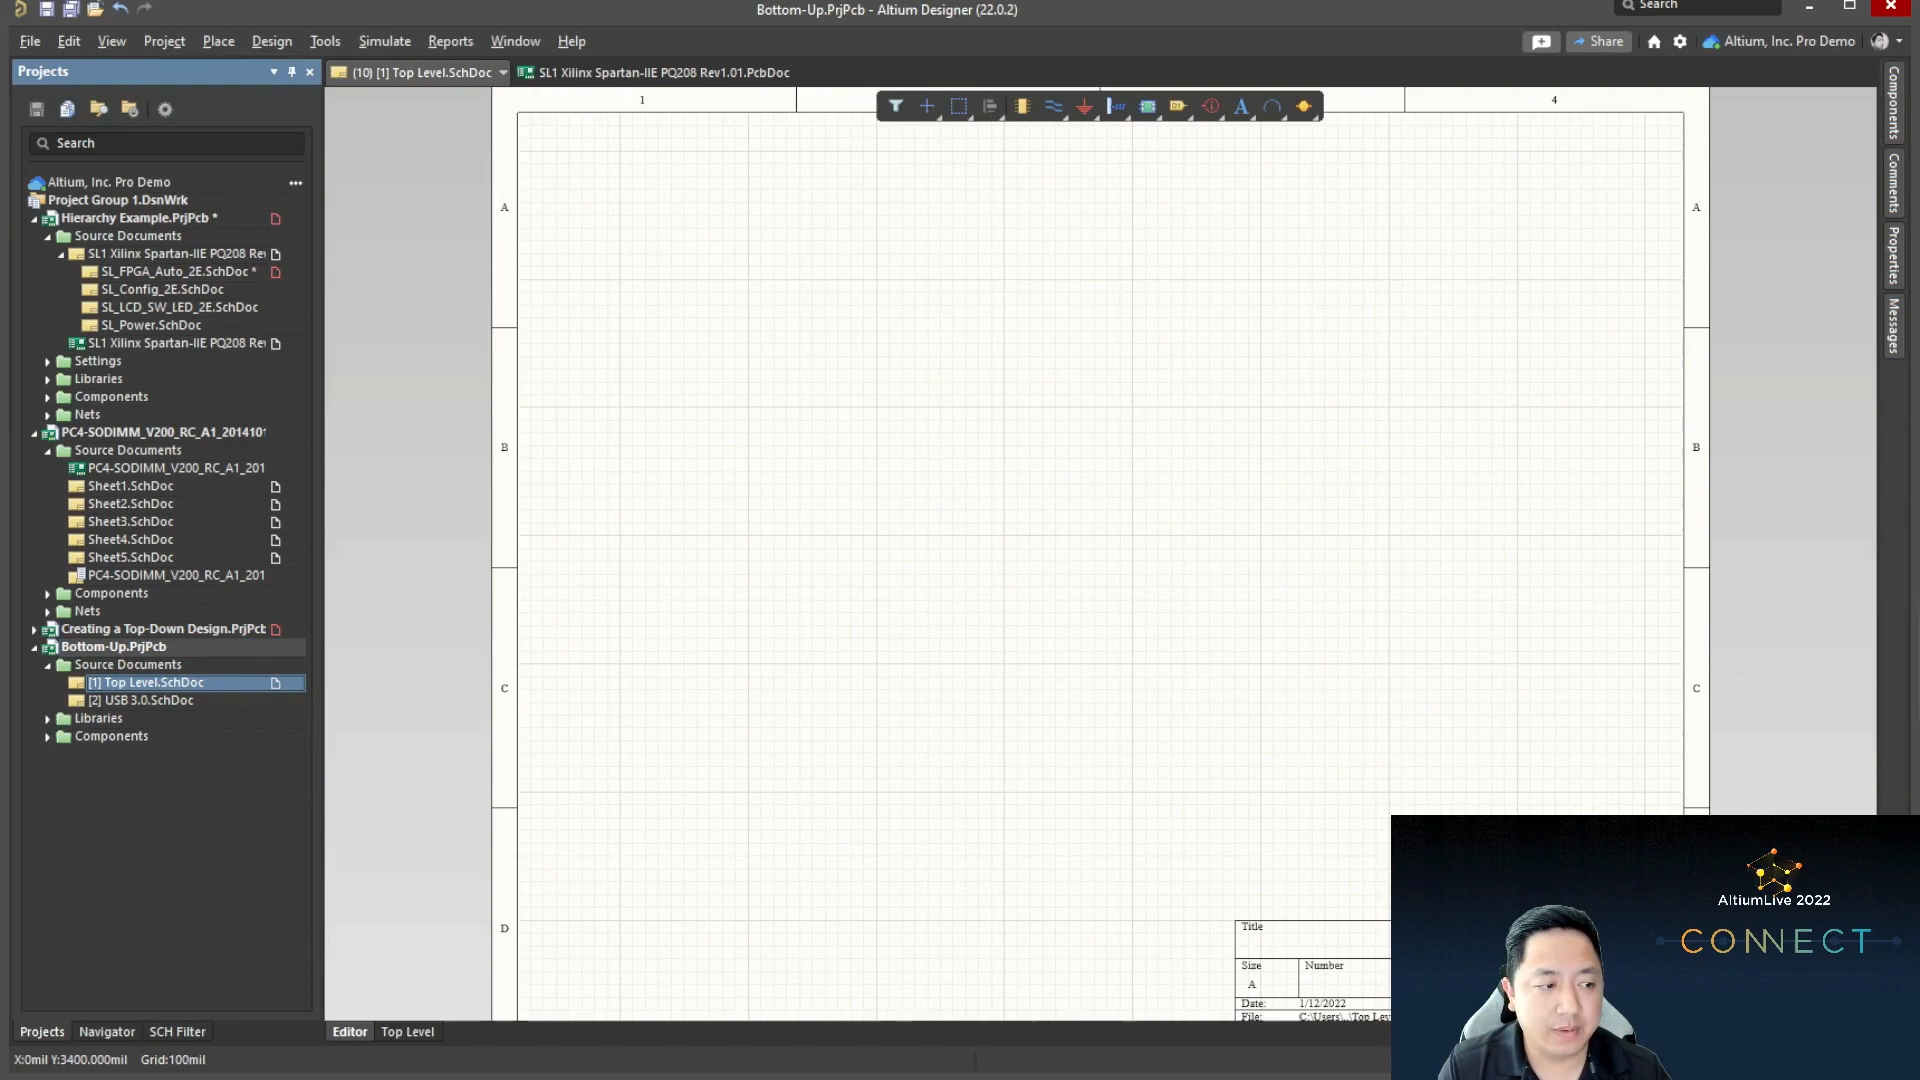 Bottom-Up.PrjPcb - Altium Designer (22.0.2)
Search
File Edit View Project Place Design Tools Simulate Reports Window Help
Share
Altium, Inc. Pro Demo
Projects
(10) [1] Top Level.SchDoc
SL1 Xilinx Spartan-IIE PQ208 Rev1.01.PcbDoc
Search
Altium, Inc. Pro Demo
Project Group 1.DsnWrk
Hierarchy Example.PrjPcb *
Source Documents
SL1 Xilinx Spartan-IIE PQ208 Rev
SL_FPGA_Auto_2E.SchDoc *
SL_Config_2E.SchDoc
SL_LCD_SW_LED_2E.SchDoc
SL_Power.SchDoc
SL1 Xilinx Spartan-IIE PQ208 Rev
Settings
Libraries
Components
Nets
PC4-SODIMM_V200_RC_A1_201410
Source Documents
PC4-SODIMM_V200_RC_A1_201
Sheet1.SchDoc
Sheet2.SchDoc
Sheet3.SchDoc
Sheet4.SchDoc
Sheet5.SchDoc
PC4-SODIMM_V200_RC_A1_201
Components
Nets
Creating a Top-Down Design.PrjPcb
Bottom-Up.PrjPcb
Source Documents
[1] Top Level.SchDoc
[2] USB 3.0.SchDoc
Libraries
Components
1
4
A
A
B
B
C
C
D
Title
Size
Number
A
Date:
1/12/2022
File:
C:\Users\..\Top Lev
Components
Comments
Properties
Messages
AltiumLive 2022
CONNECT
Projects Navigator SCH Filter
Editor Top Level
X:0mil Y:3400.000mil Grid:100mil